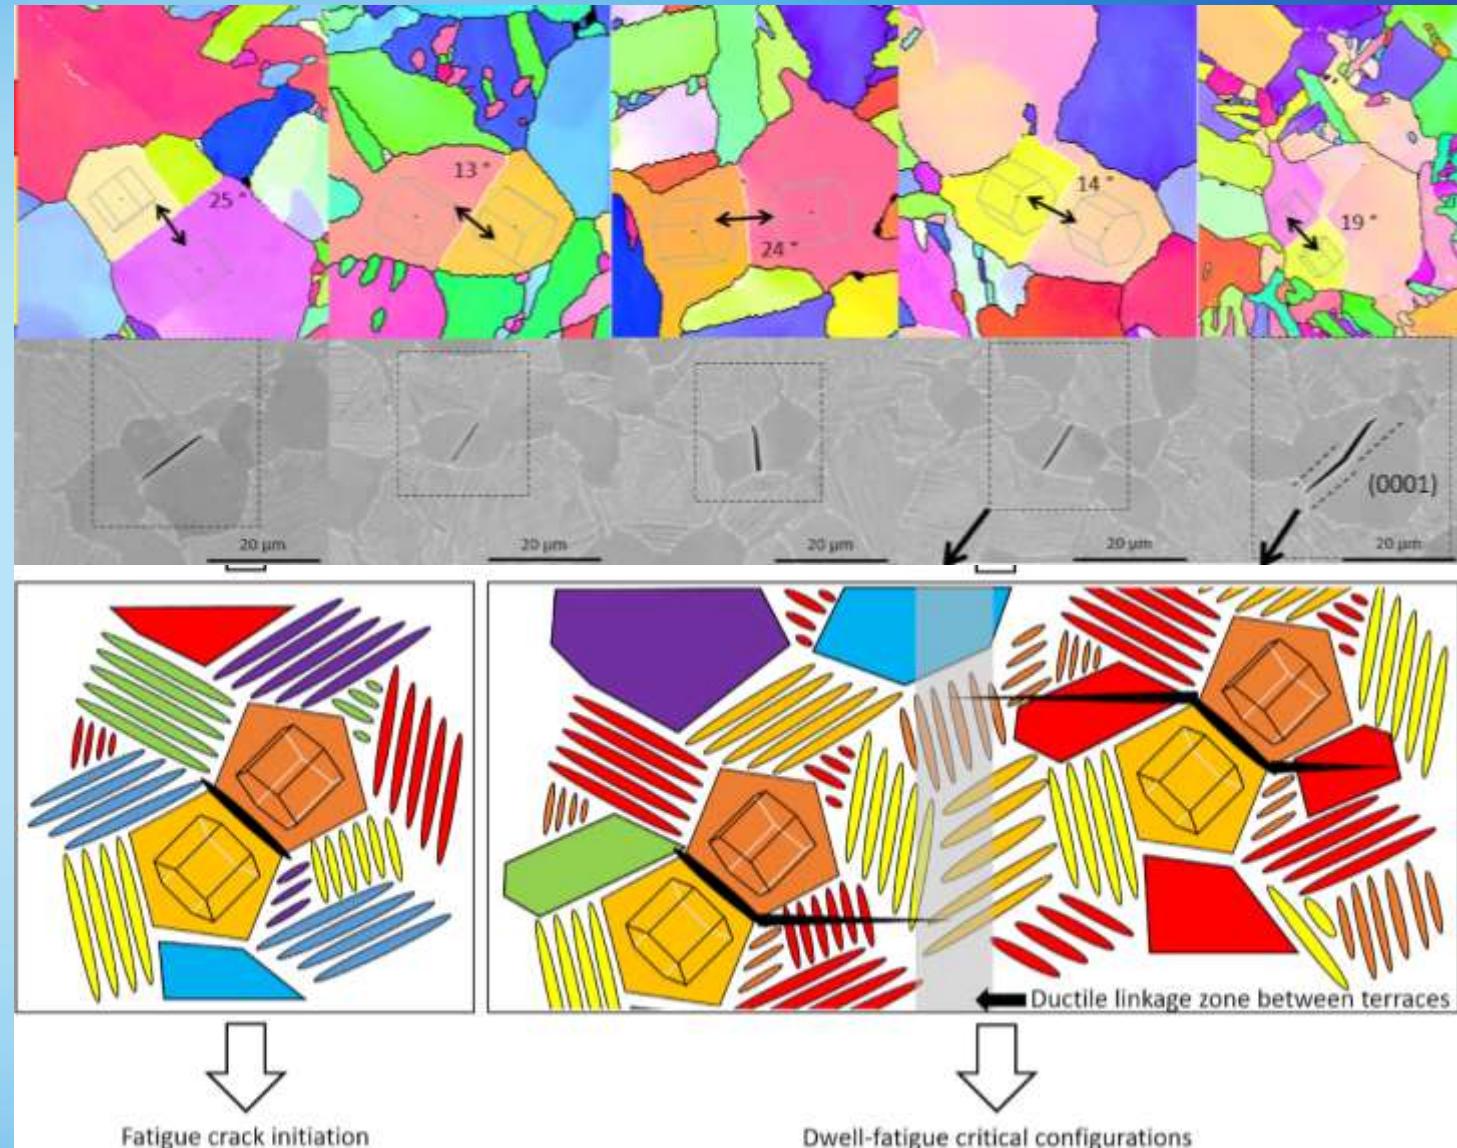 25 °
13 °
24 °
14 °
19 °
(0001)
20 µm
20 µm
20 µm
20 µm
20 µm
Ductile linkage zone between terraces
Fatigue crack initiation
Dwell-fatigue critical configurations